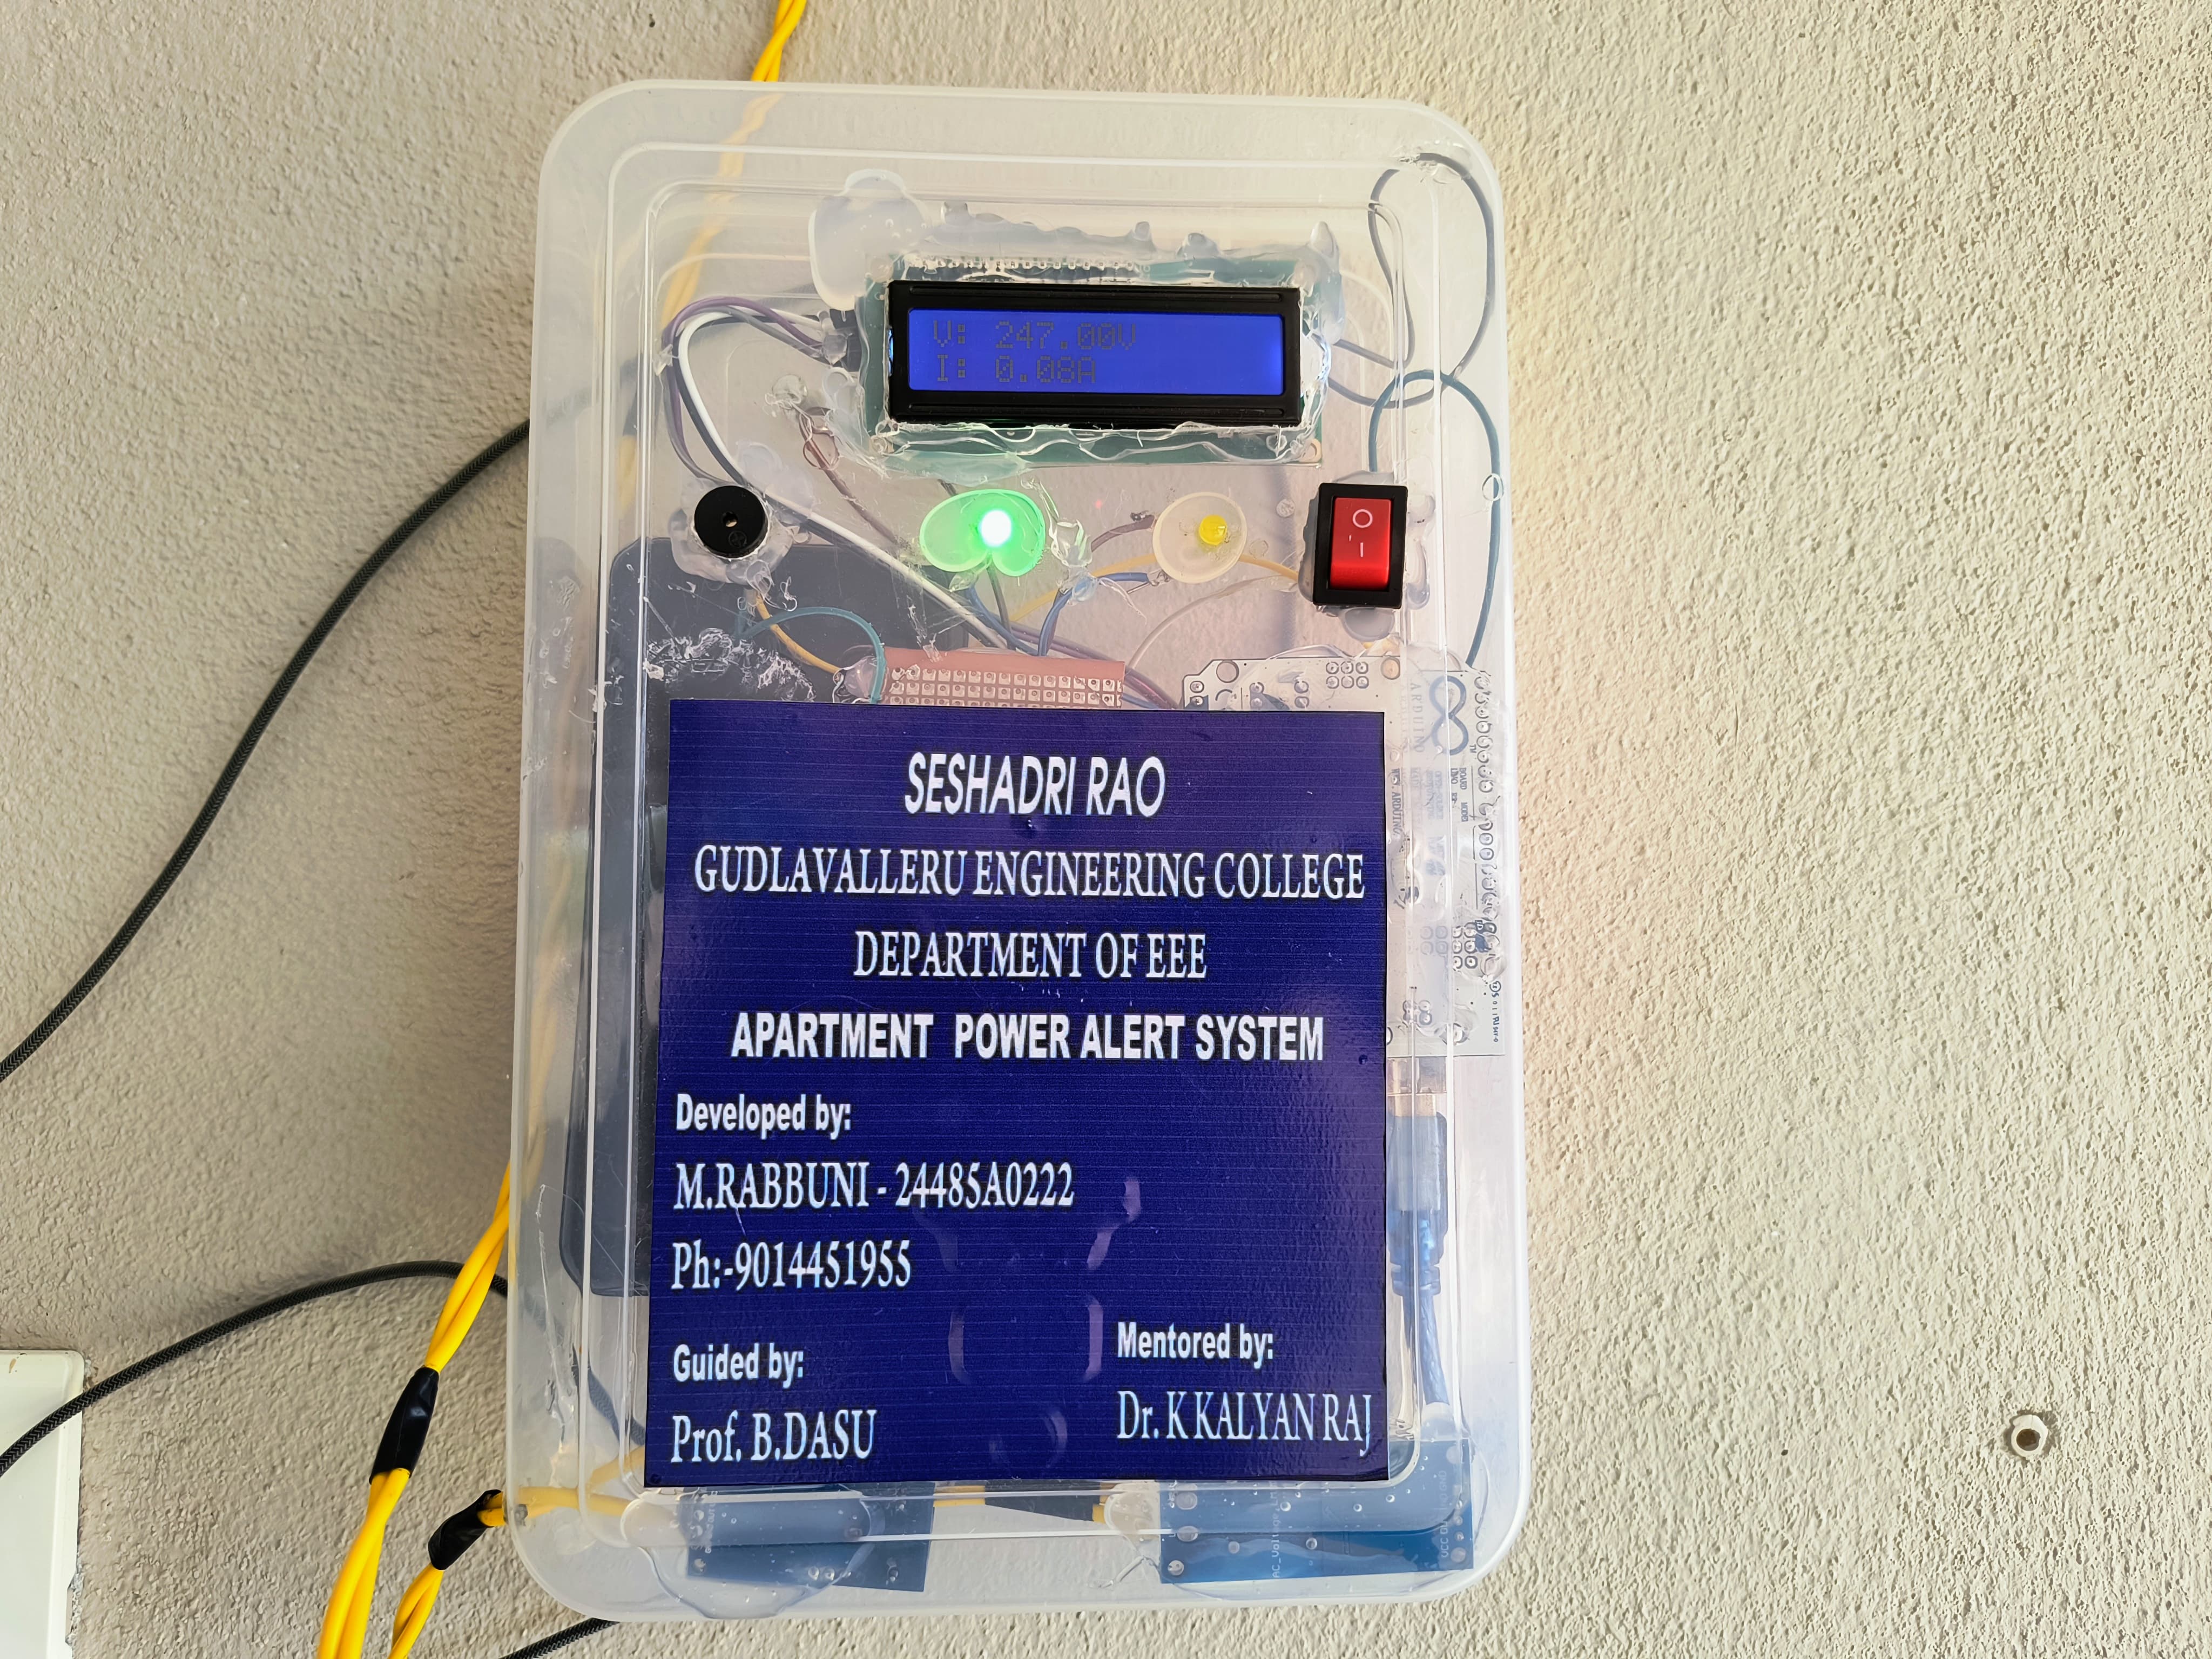 V: 247.00V
I: 0.08A
SESHADRI RAO
GUDLAVALLERU ENGINEERING COLLEGE
DEPARTMENT OF EEE
APARTMENT POWER ALERT SYSTEM
Developed by:
M.RABBUNI - 24485A0222
Ph:-9014451955
Guided by:
Prof. B.DASU
Mentored by:
Dr. K KALYAN RAJ
ARDUINO